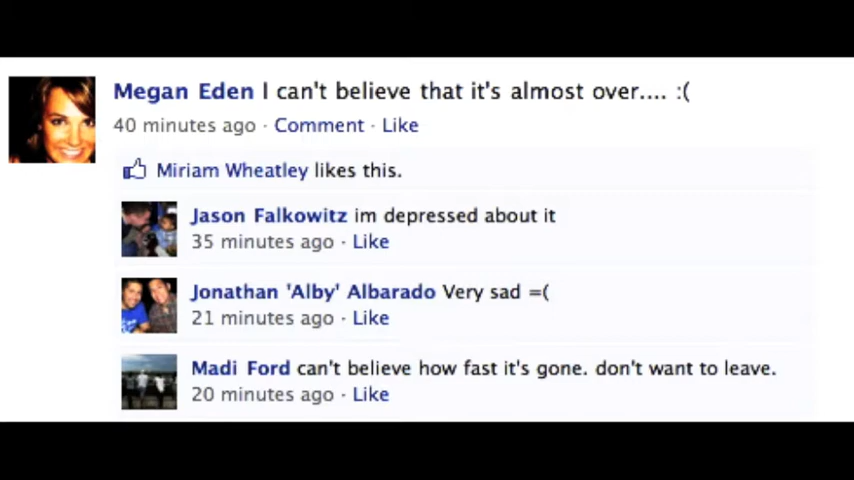 Megan Eden I can't believe that it's almost over.... :(
40 minutes ago · Comment · Like
Miriam Wheatley likes this.
Jason Falkowitz im depressed about it
35 minutes ago · Like
Jonathan 'Alby' Albarado Very sad =(
21 minutes ago · Like
Madi Ford can't believe how fast it's gone. don't want to leave.
20 minutes ago · Like